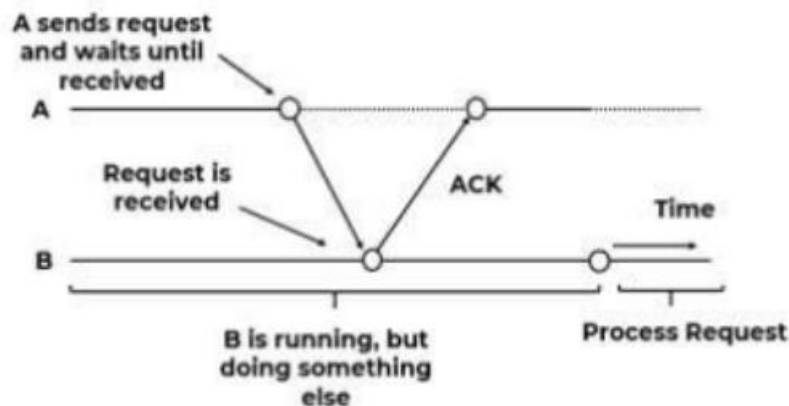 A sends request
and waits until
received
A
Request is
received
ACK
Time
B
B is running, but
doing something
else
Process Request